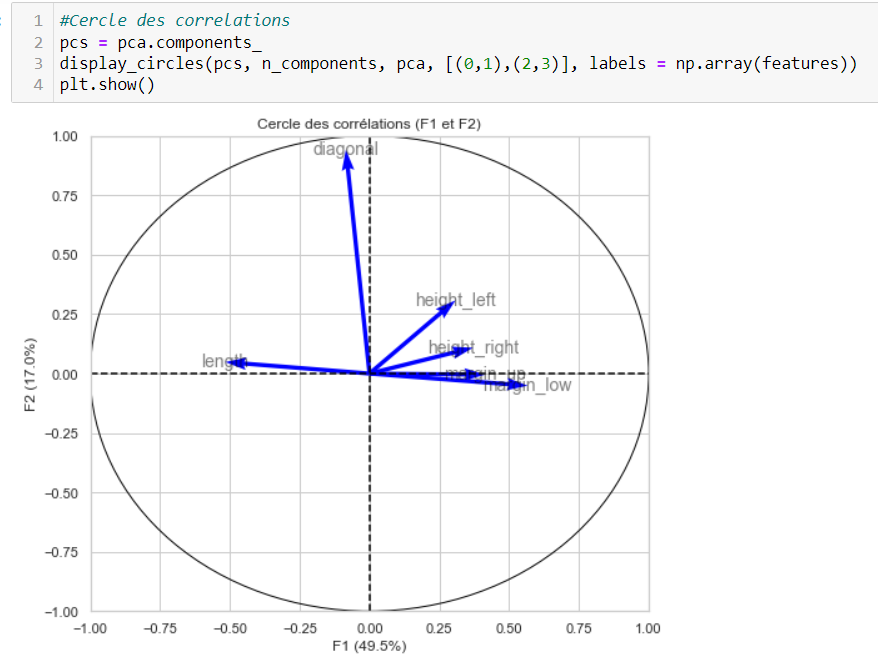 1 #Cercle des correlations
2 pcs = pca.components_
3 display_circles(pcs, n_components, pca, [(0,1),(2,3)], labels = np.array(features))
4 plt.show()
Cercle des corrélations (F1 et F2)
1.00
diagonal
0.75
0.50
height_left
0.25
height_right
length
0.00
margin_up
margin_low
F2 (17.0%)
−0.25
−0.50
−0.75
−1.00
−1.00 −0.75 −0.50 −0.25 0.00 0.25 0.50 0.75 1.00
F1 (49.5%)